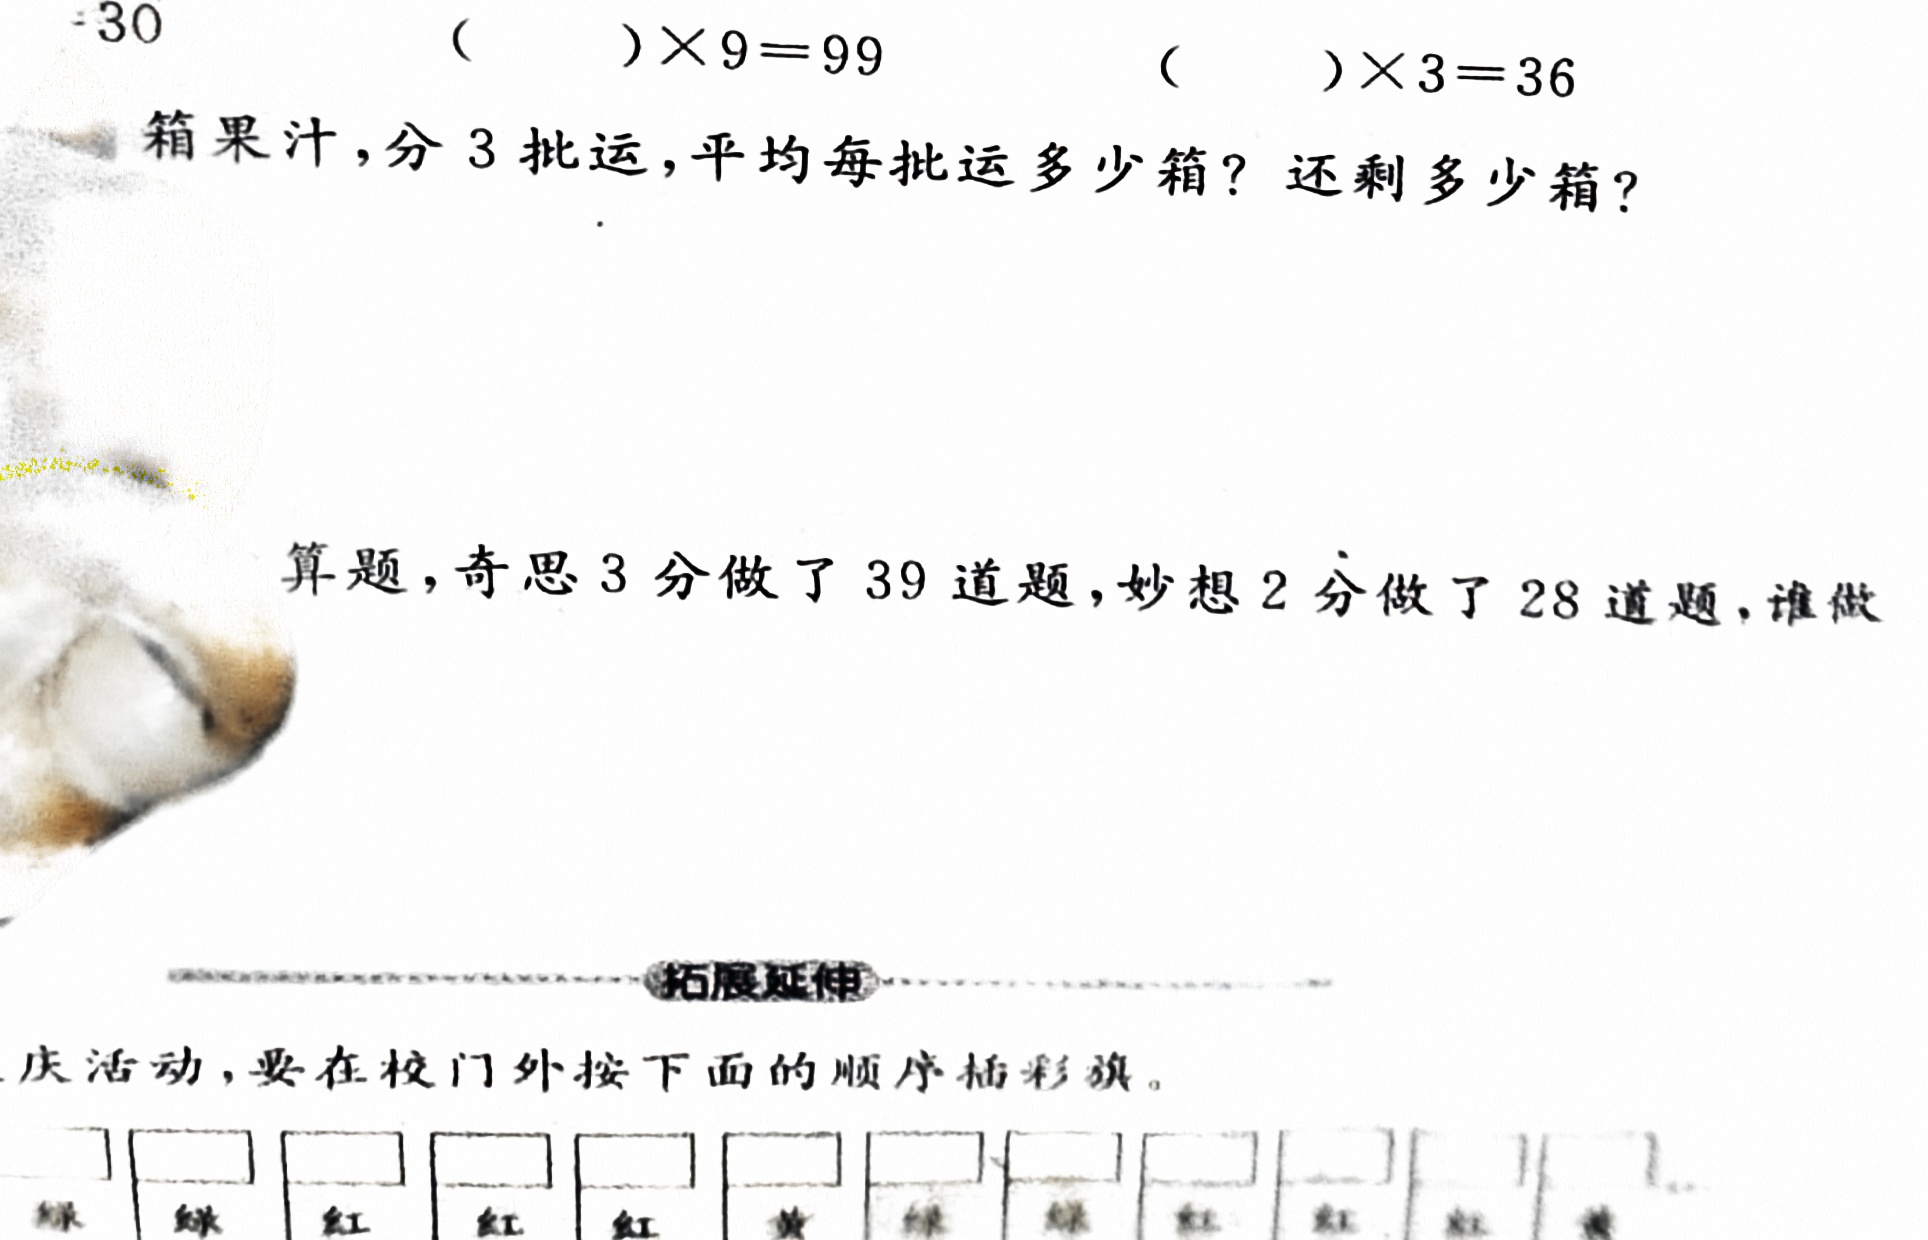 =30 (　　)×9=99 (　　)×3=36
箱果汁,分 3 批运,平均每批运多少箱? 还剩多少箱?
算题,奇思 3 分做了 39 道题,妙想 2 分做了 28 道题,谁做
拓展延伸
庆活动,要在校门外按下面的顺序插彩旗。
绿 绿 红 红 红 黄 绿 绿 红 红 红 黄